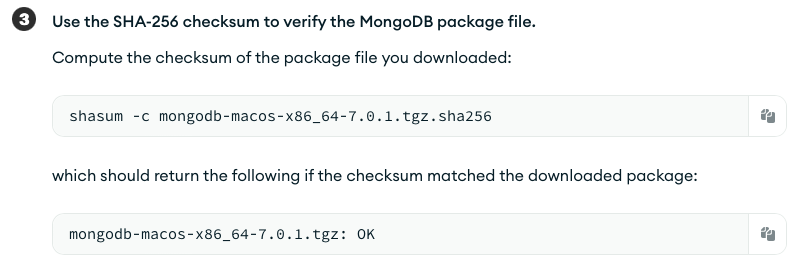 3 Use the SHA-256 checksum to verify the MongoDB package file.
Compute the checksum of the package file you downloaded:
shasum -c mongodb-macos-x86_64-7.0.1.tgz.sha256
which should return the following if the checksum matched the downloaded package:
mongodb-macos-x86_64-7.0.1.tgz: OK